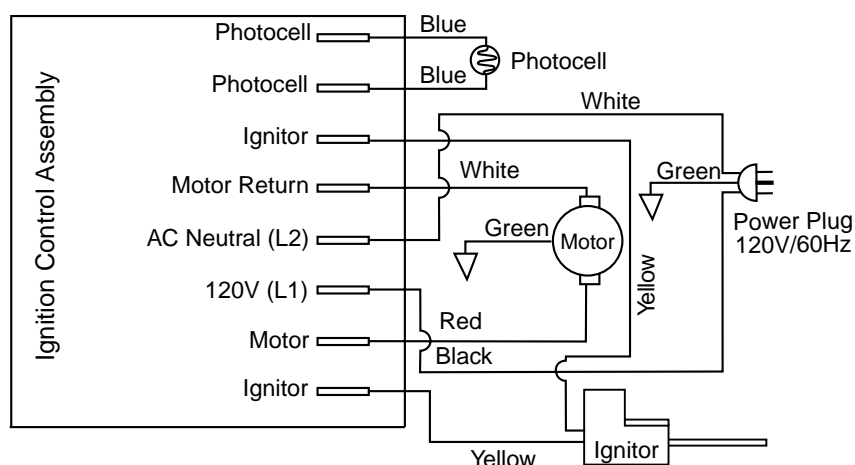 Ignition Control Assembly
Photocell
Blue
Photocell
Blue
Photocell
Ignitor
White
Motor Return
White
Green
AC Neutral (L2)
Green
Motor
Power Plug
120V/60Hz
120V (L1)
Yellow
Motor
Red
Black
Ignitor
Yellow
Ignitor